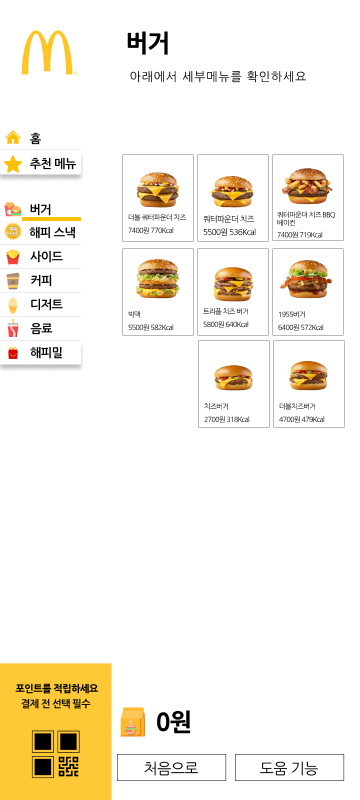 버거
아래에서 세부메뉴를 확인하세요
홈
추천 메뉴
버거
해피 스낵
사이드
커피
디저트
음료
해피밀
더블 쿼터파운더 치즈
7400원 770Kcal
쿼터파운더 치즈
5500원 536Kcal
쿼터파운더 치즈 BBQ
베이컨
7400원 719Kcal
빅맥
5500원 582Kcal
트리플 치즈 버거
5800원 640Kcal
1955버거
6400원 572Kcal
치즈버거
2700원 318Kcal
더블치즈버거
4700원 479Kcal
포인트를 적립하세요
결제 전 선택 필수
0원
처음으로
도움 기능